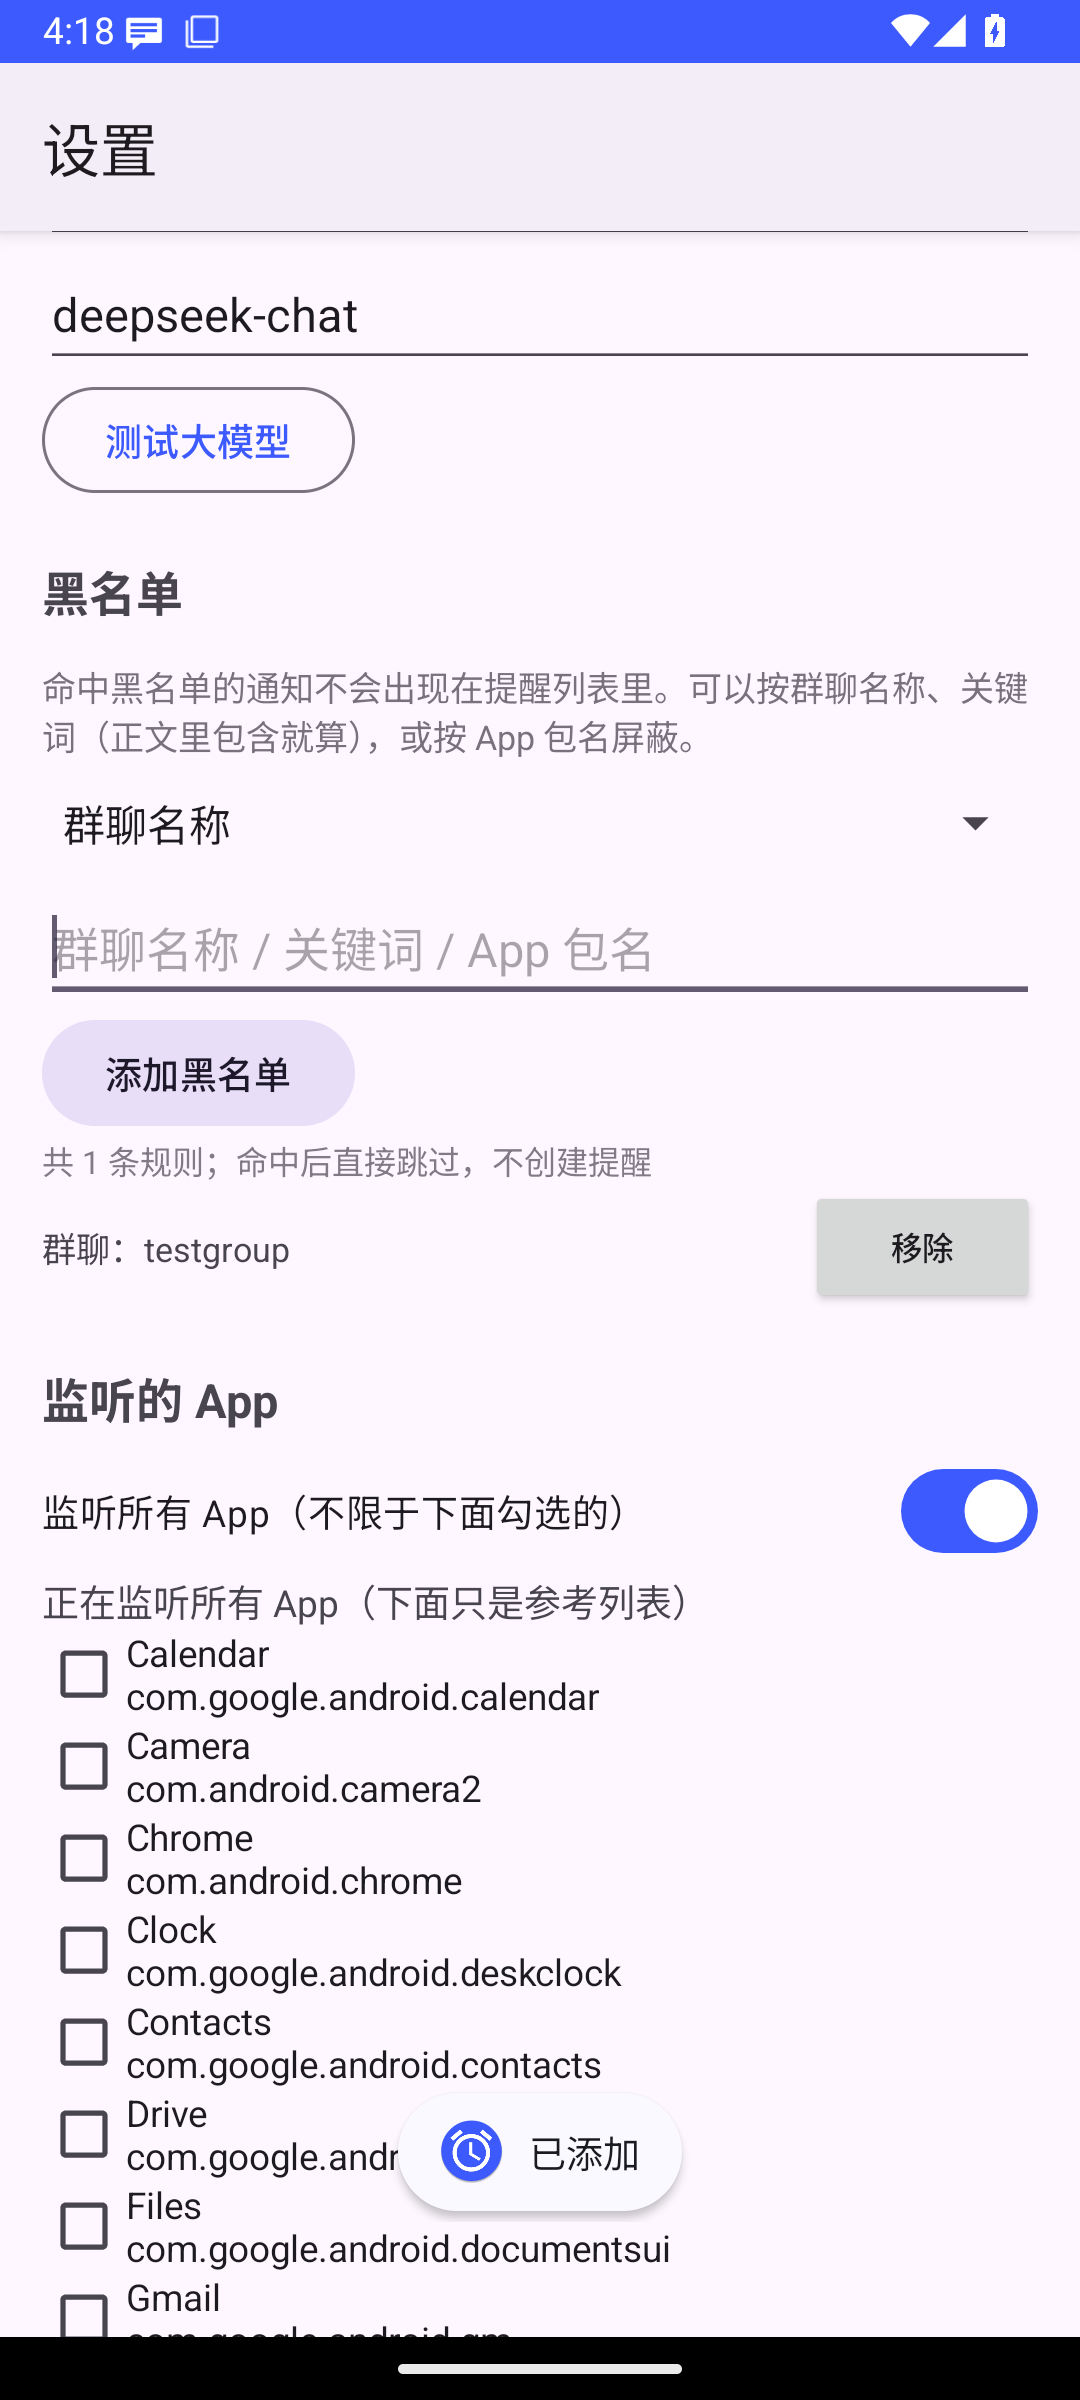 4:18
设置
deepseek-chat
测试大模型
黑名单
命中黑名单的通知不会出现在提醒列表里。可以按群聊名称、关键
词（正文里包含就算），或按 App 包名屏蔽。
群聊名称
群聊名称 / 关键词 / App 包名
添加黑名单
共 1 条规则；命中后直接跳过，不创建提醒
群聊：testgroup
移除
监听的 App
监听所有 App（不限于下面勾选的）
正在监听所有 App（下面只是参考列表）
Calendar
com.google.android.calendar
Camera
com.android.camera2
Chrome
com.android.chrome
Clock
com.google.android.deskclock
Contacts
com.google.android.contacts
Drive
com.google.andr
已添加
Files
com.google.android.documentsui
Gmail